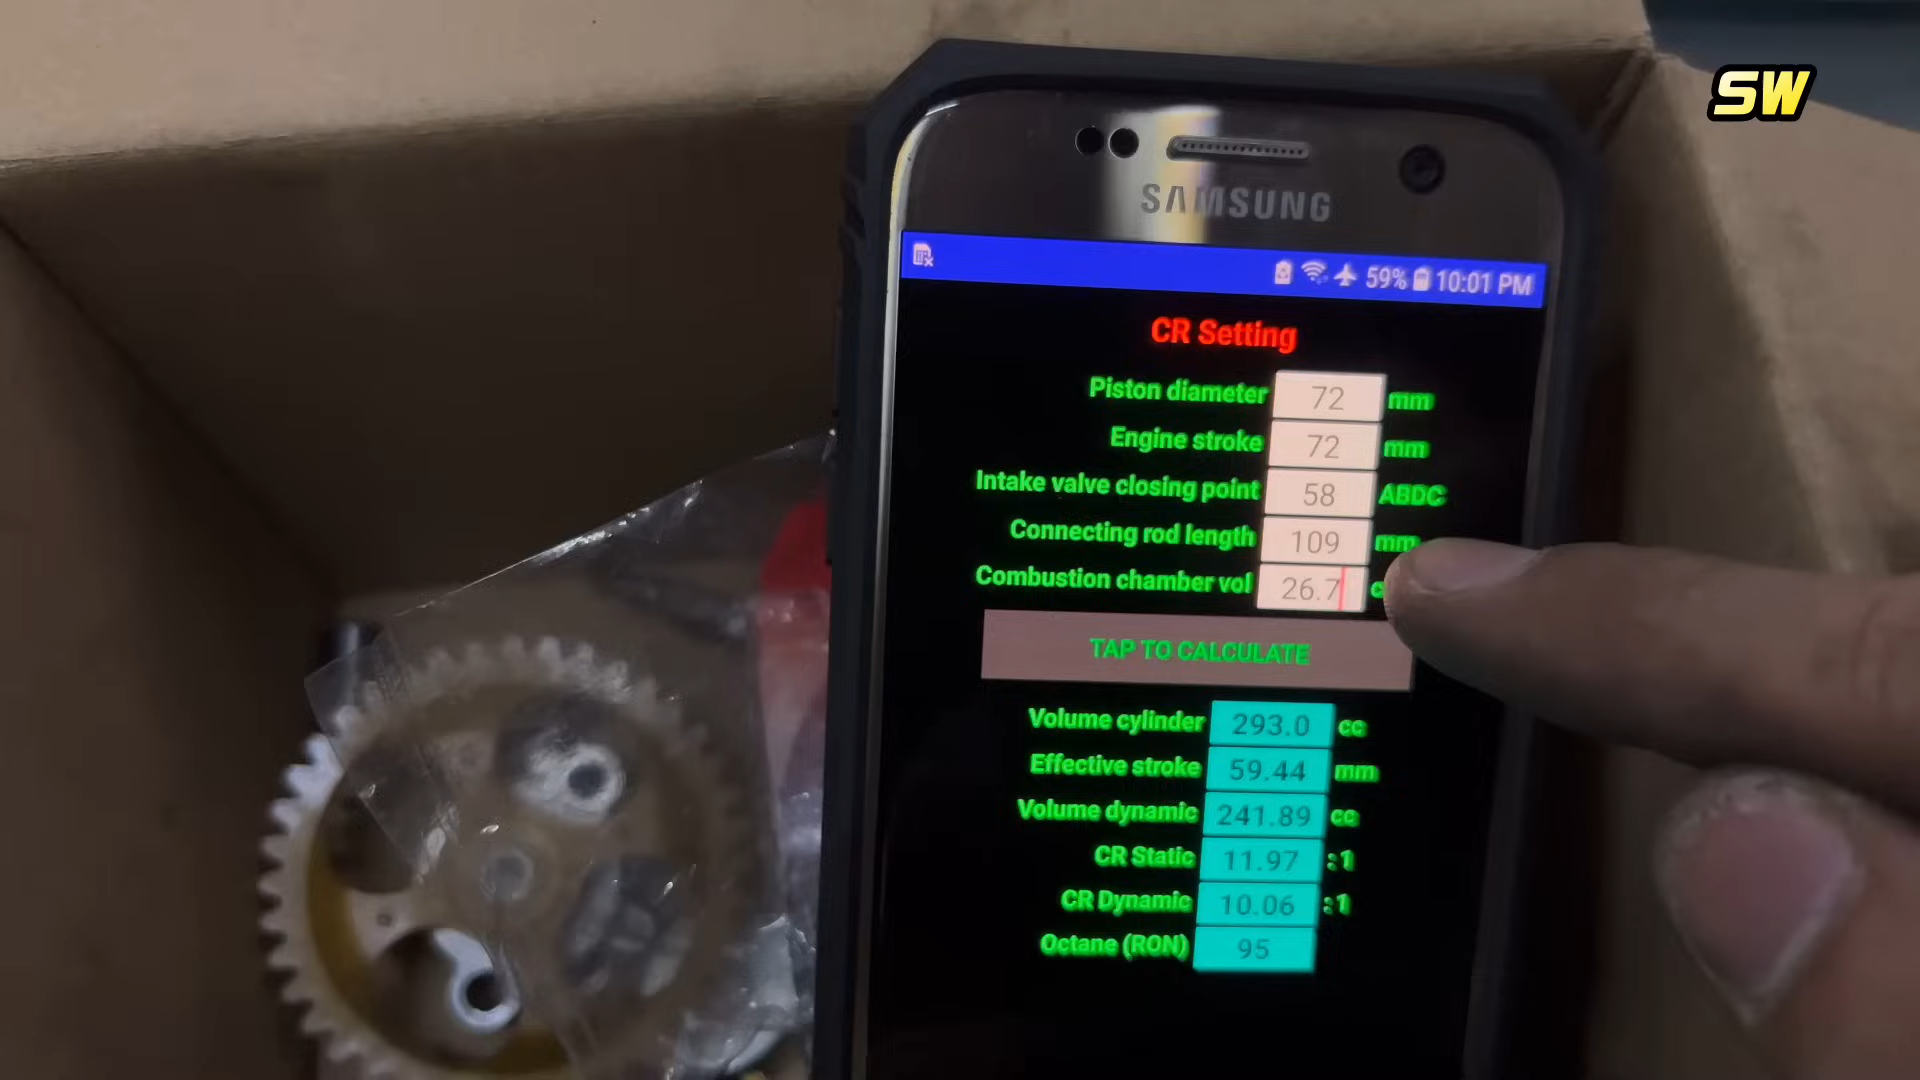 SW
SAMSUNG
59% 10:01 PM
CR Setting
Piston diameter 72 mm
Engine stroke 72 mm
Intake valve closing point 58 ABDC
Connecting rod length 109 mm
Combustion chamber vol 26.7
TAP TO CALCULATE
Volume cylinder 293.0 cc
Effective stroke 59.44 mm
Volume dynamic 241.89 cc
CR Static 11.97 :1
CR Dynamic 10.06 :1
Octane (RON) 95